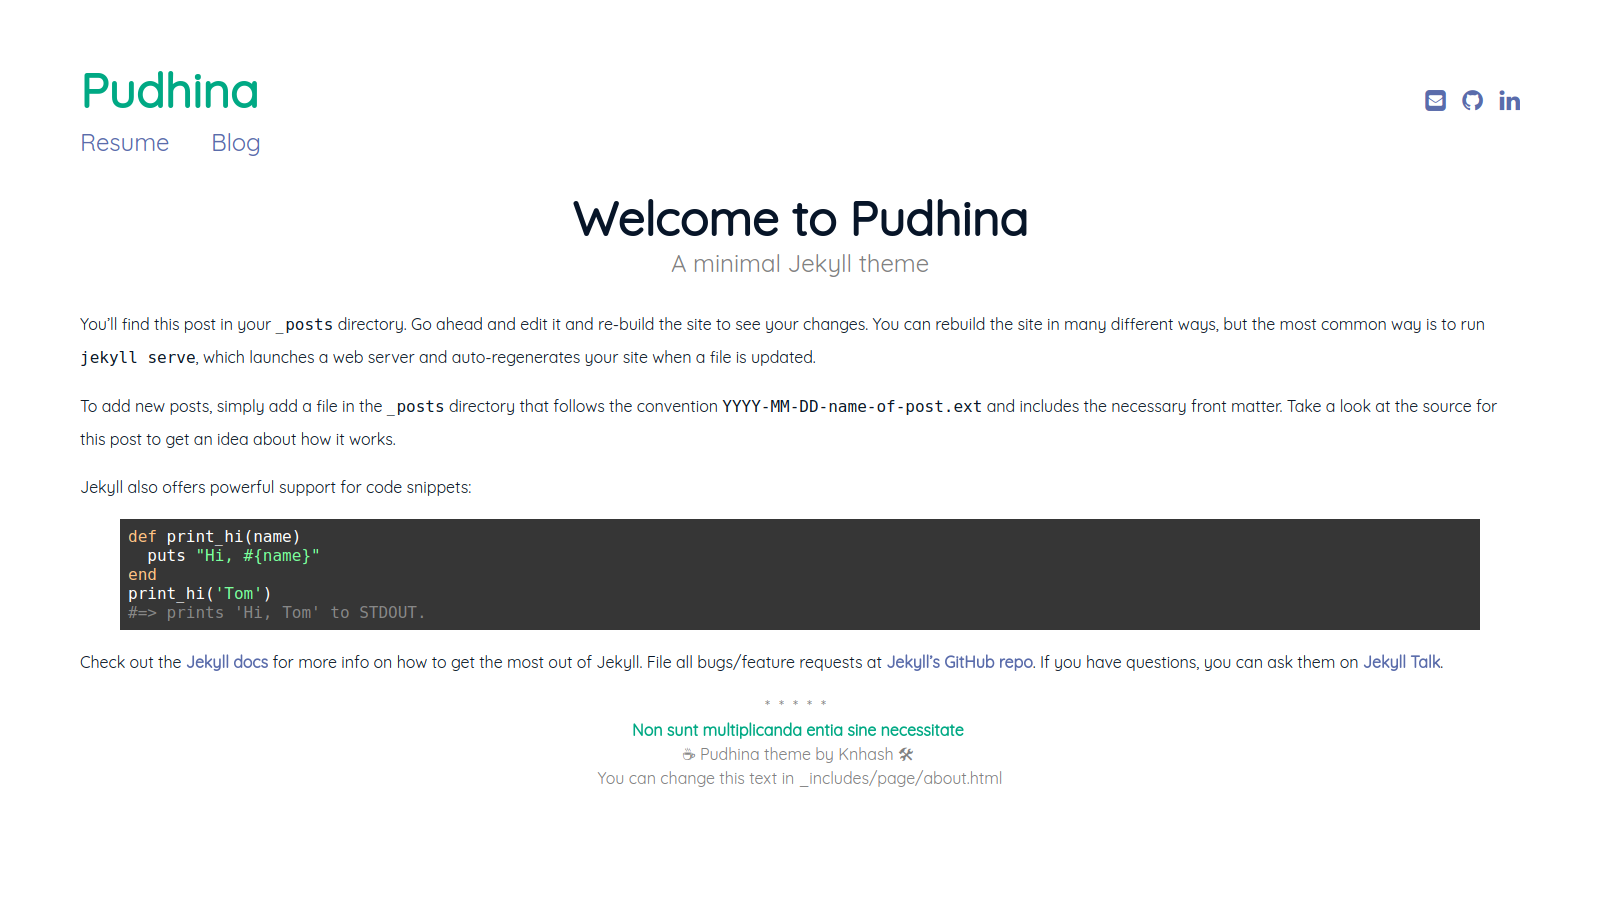 Pudhina
Resume Blog
Welcome to Pudhina
A minimal Jekyll theme
You’ll find this post in your _posts directory. Go ahead and edit it and re-build the site to see your changes. You can rebuild the site in many different ways, but the most common way is to run
jekyll serve, which launches a web server and auto-regenerates your site when a file is updated.
To add new posts, simply add a file in the _posts directory that follows the convention YYYY-MM-DD-name-of-post.ext and includes the necessary front matter. Take a look at the source for
this post to get an idea about how it works.
Jekyll also offers powerful support for code snippets:
def print_hi(name)
  puts "Hi, #{name}"
end
print_hi('Tom')
#=> prints 'Hi, Tom' to STDOUT.
Check out the Jekyll docs for more info on how to get the most out of Jekyll. File all bugs/feature requests at Jekyll’s GitHub repo. If you have questions, you can ask them on Jekyll Talk.
* * * * *
Non sunt multiplicanda entia sine necessitate
☕ Pudhina theme by Knhash 🛠
You can change this text in _includes/page/about.html